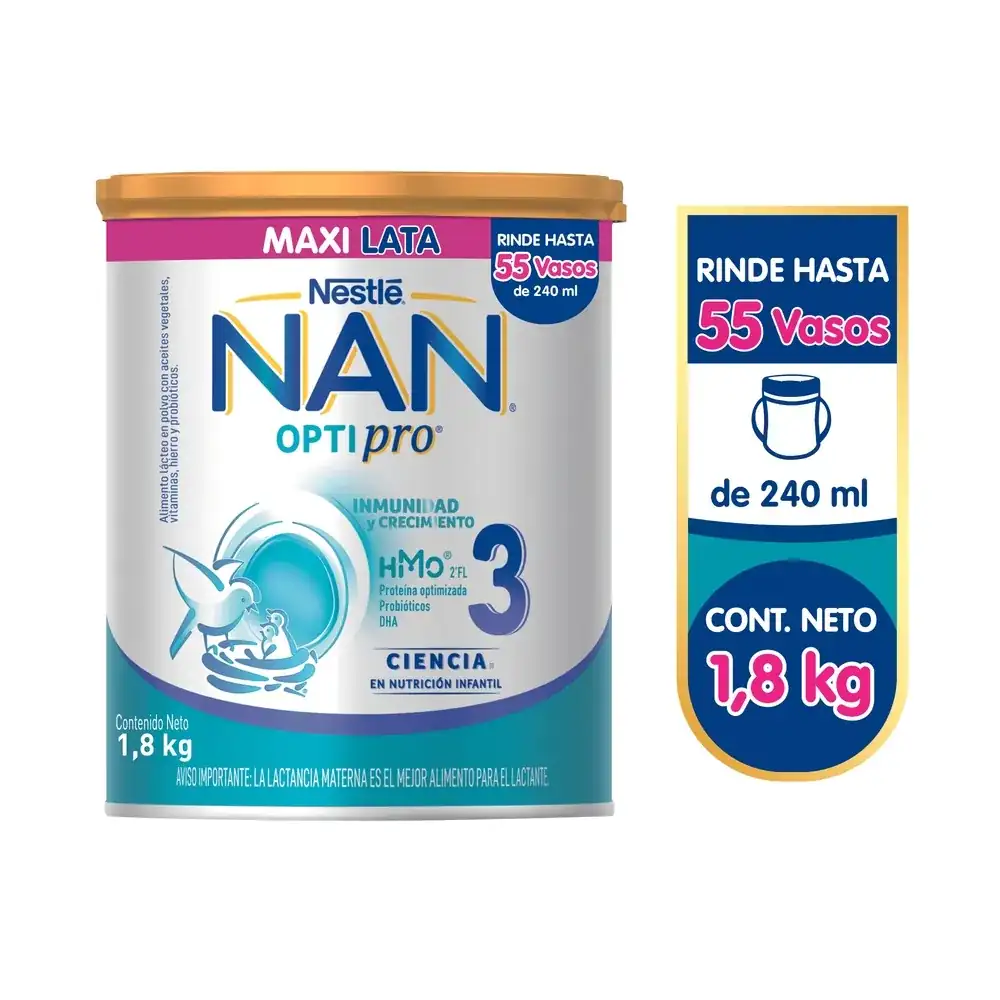 MAXI LATA
RINDE HASTA
55 Vasos
de 240 ml
Nestlé®
NAN®
OPTIpro®
Alimento lácteo en polvo con aceites vegetales,
vitaminas, hierro y probióticos.
INMUNIDAD
y CRECIMIENTO
HMO® 2'FL
Proteína optimizada
Probióticos
DHA
3
CIENCIA®
EN NUTRICIÓN INFANTIL
Contenido Neto
1,8 kg
AVISO IMPORTANTE: LA LACTANCIA MATERNA ES EL MEJOR ALIMENTO PARA EL LACTANTE.
RINDE HASTA
55 Vasos
de 240 ml
CONT. NETO
1,8 kg